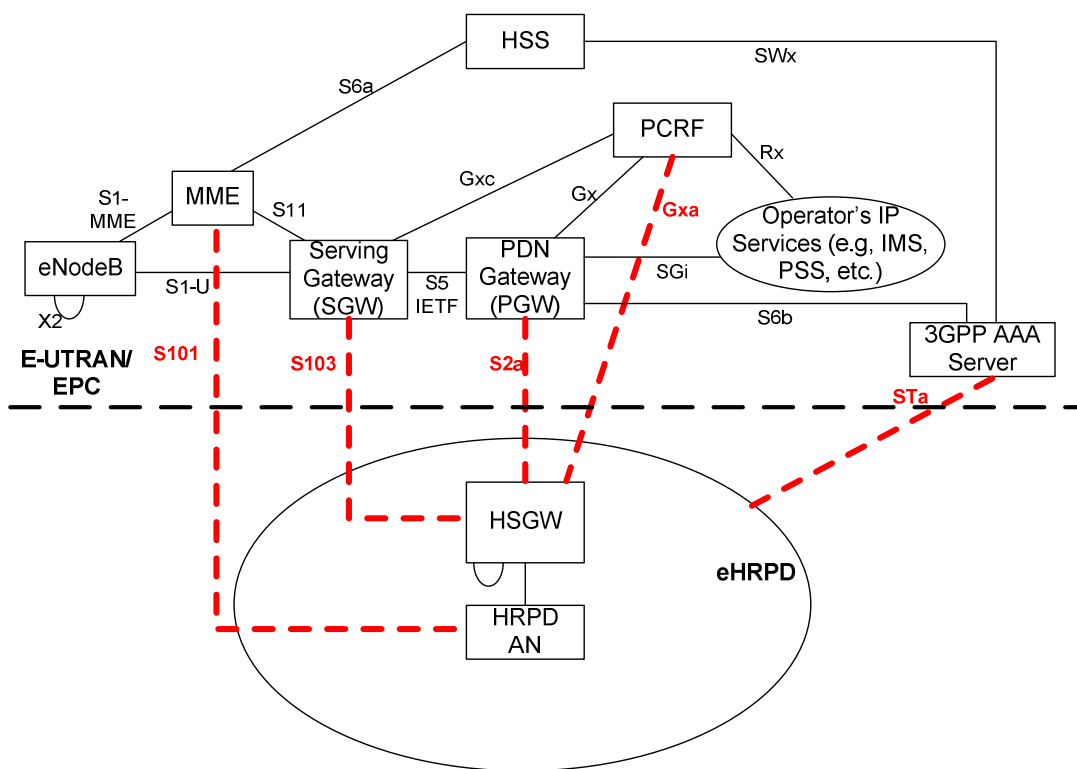 HSS
SWx
S6a
PCRF
Rx
Gxc
MME
S1-
MME
S11
Gx
Gxa
Operator's IP
Services (e.g, IMS,
PSS, etc.)
eNodeB
S1-U
Serving
Gateway
(SGW)
S5
IETF
PDN
Gateway
(PGW)
SGi
X2
S6b
3GPP AAA
Server
E-UTRAN/
EPC
S101
S103
S2a
STa
HSGW
eHRPD
HRPD
AN